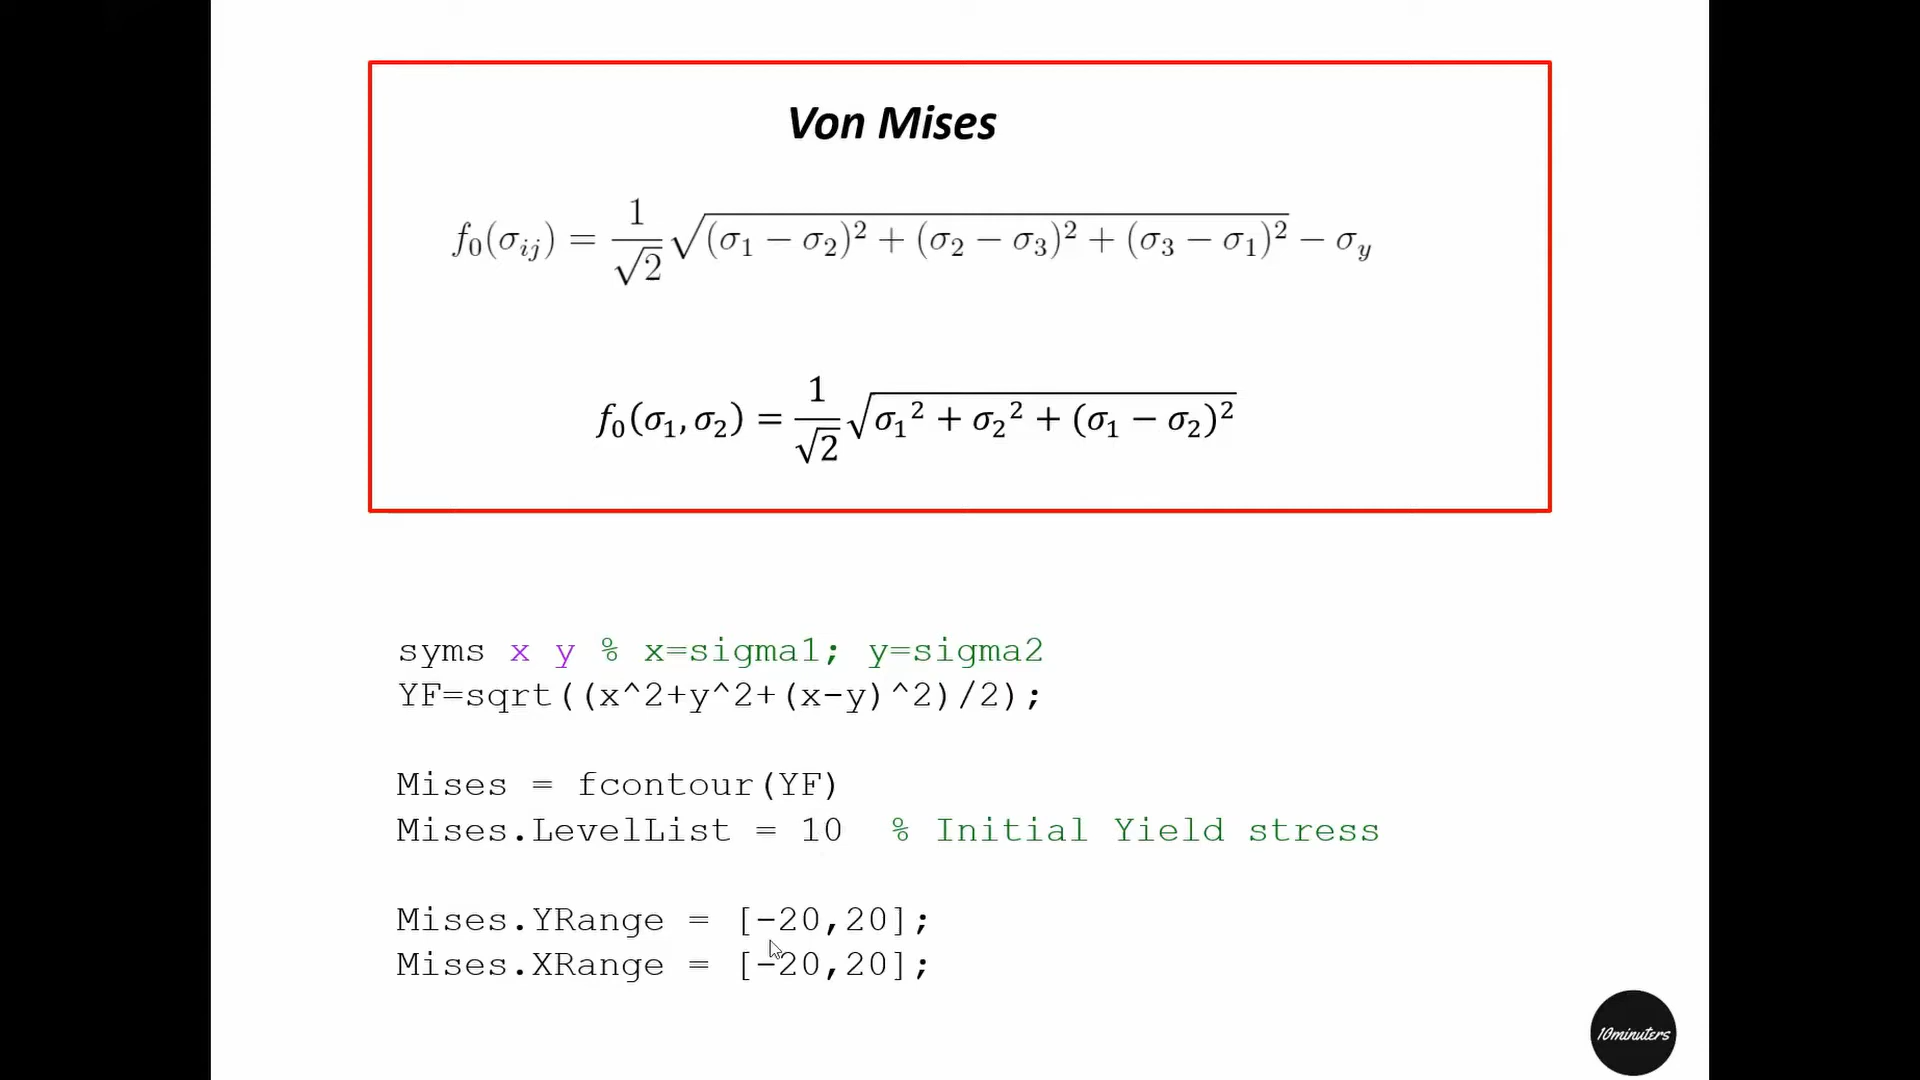 Von Mises
f₀(σᵢⱼ) = 1/√2 √((σ₁ − σ₂)² + (σ₂ − σ₃)² + (σ₃ − σ₁)²) − σ_y
f₀(σ₁, σ₂) = 1/√2 √(σ₁² + σ₂² + (σ₁ − σ₂)²)
syms x y % x=sigma1; y=sigma2
YF=sqrt((x^2+y^2+(x-y)^2)/2);
Mises = fcontour(YF)
Mises.LevelList = 10 % Initial Yield stress
Mises.YRange = [-20,20];
Mises.XRange = [-20,20];
10minuters